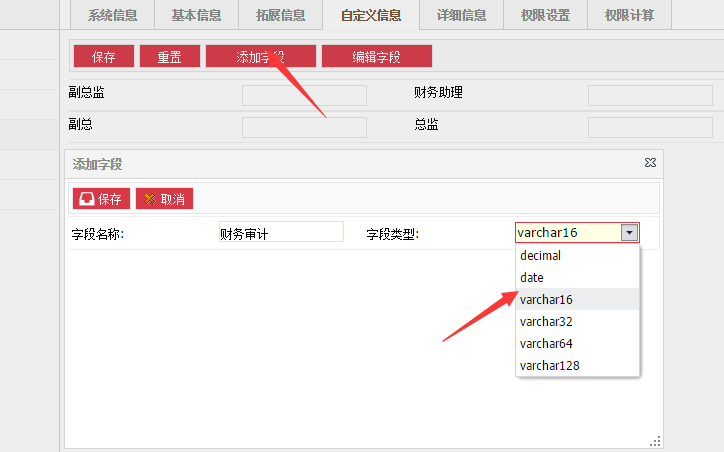 系统信息 基本信息 拓展信息 自定义信息 详细信息 权限设置 权限计算
保存 重置 添加字段 编辑字段
副总监 财务助理
副总 总监
添加字段
保存 取消
字段名称: 财务审计 字段类型: varchar16
decimal
date
varchar16
varchar32
varchar64
varchar128